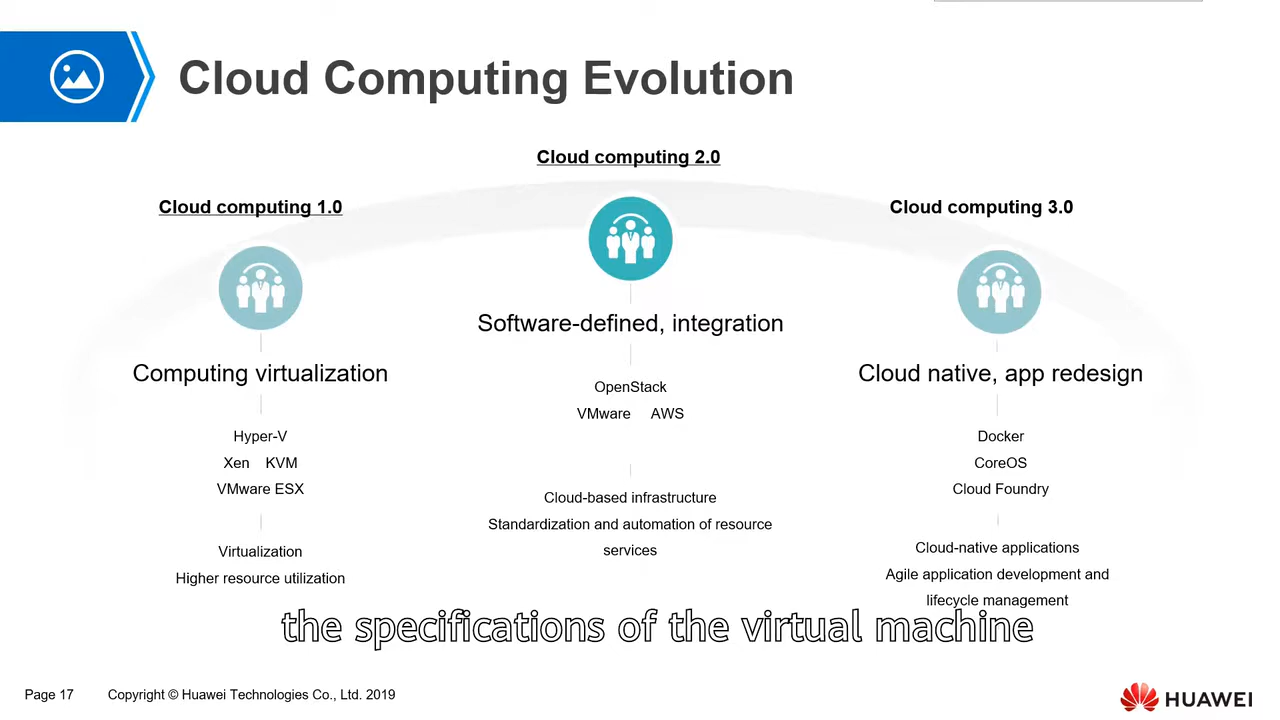 Cloud Computing Evolution
Cloud computing 1.0
Computing virtualization
Hyper-V
Xen KVM
VMware ESX
Virtualization
Higher resource utilization
Cloud computing 2.0
Software-defined, integration
OpenStack
VMware AWS
Cloud-based infrastructure
Standardization and automation of resource
services
Cloud computing 3.0
Cloud native, app redesign
Docker
CoreOS
Cloud Foundry
Cloud-native applications
Agile application development and
lifecycle management
the specifications of the virtual machine
Page 17 Copyright © Huawei Technologies Co., Ltd. 2019
HUAWEI